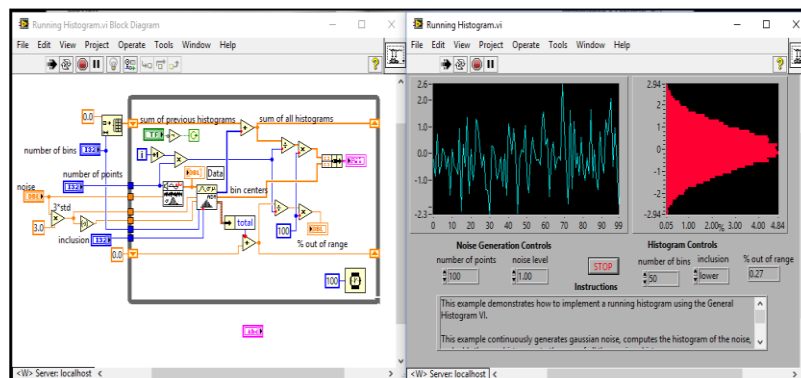 Running Histogram.vi Block Diagram
File Edit View Project Operate Tools Window Help
0.0
sum of previous histograms
sum of all histograms
TF
number of bins
I32
i
number of points
I32
DBL
Data
noise
DBL
bin centers
3*std
3.0
total
inclusion
I32
100
DBL
% out of range
0.0
100
<W> Server: localhost
Running Histogram.vi
File Edit View Project Operate Tools Window Help
2.6
2
1
0
-1
-2.3
0 10 20 30 40 50 60 70 80 90 99
2.94
2
1
0
-1
-2
-2.94
0.05 1.00 2.00% 3.00 4.00 4.84
Noise Generation Controls
Histogram Controls
number of points
noise level
number of bins
inclusion
% out of range
100
1.00
STOP
50
lower
0.27
Instructions
This example demonstrates how to implement a running histogram using the General
Histogram VI.
This example continuously generates gaussian noise, computes the histogram of the noise,
<W> Server: localhost